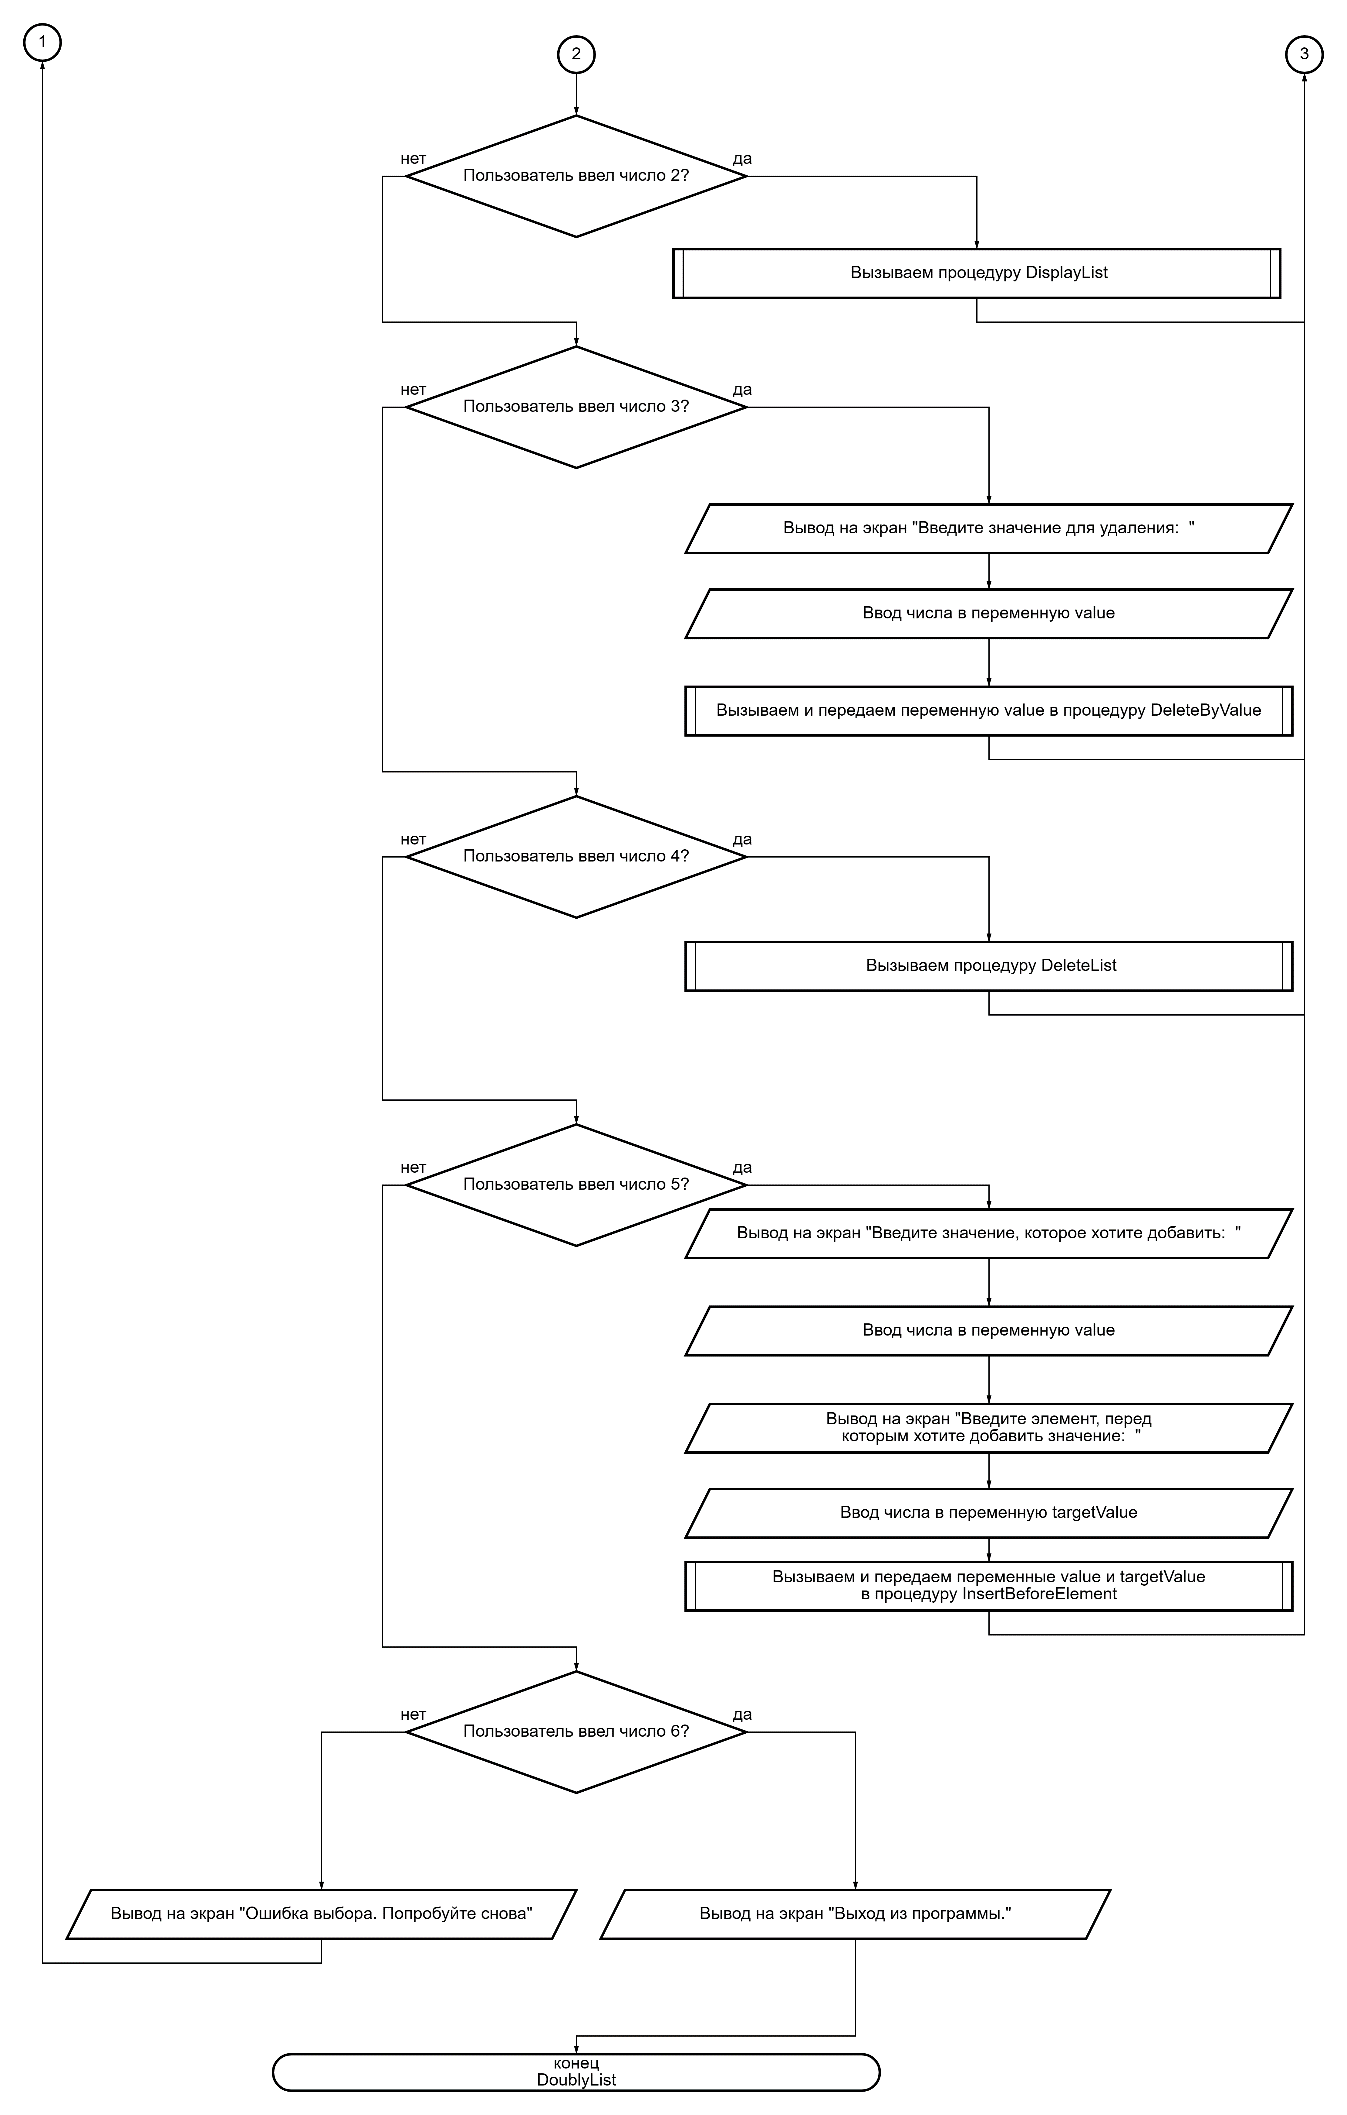 1
2
3
нет
да
Пользователь ввел число 2?
Вызываем процедуру DisplayList
нет
да
Пользователь ввел число 3?
Вывод на экран "Введите значение для удаления:  "
Ввод числа в переменную value
Вызываем и передаем переменную value в процедуру DeleteByValue
нет
да
Пользователь ввел число 4?
Вызываем процедуру DeleteList
нет
да
Пользователь ввел число 5?
Вывод на экран "Введите значение, которое хотите добавить:  "
Ввод числа в переменную value
Вывод на экран "Введите элемент, перед
которым хотите добавить значение:  "
Ввод числа в переменную targetValue
Вызываем и передаем переменные value и targetValue
в процедуру InsertBeforeElement
нет
да
Пользователь ввел число 6?
Вывод на экран "Ошибка выбора. Попробуйте снова"
Вывод на экран "Выход из программы."
конец
DoublyList